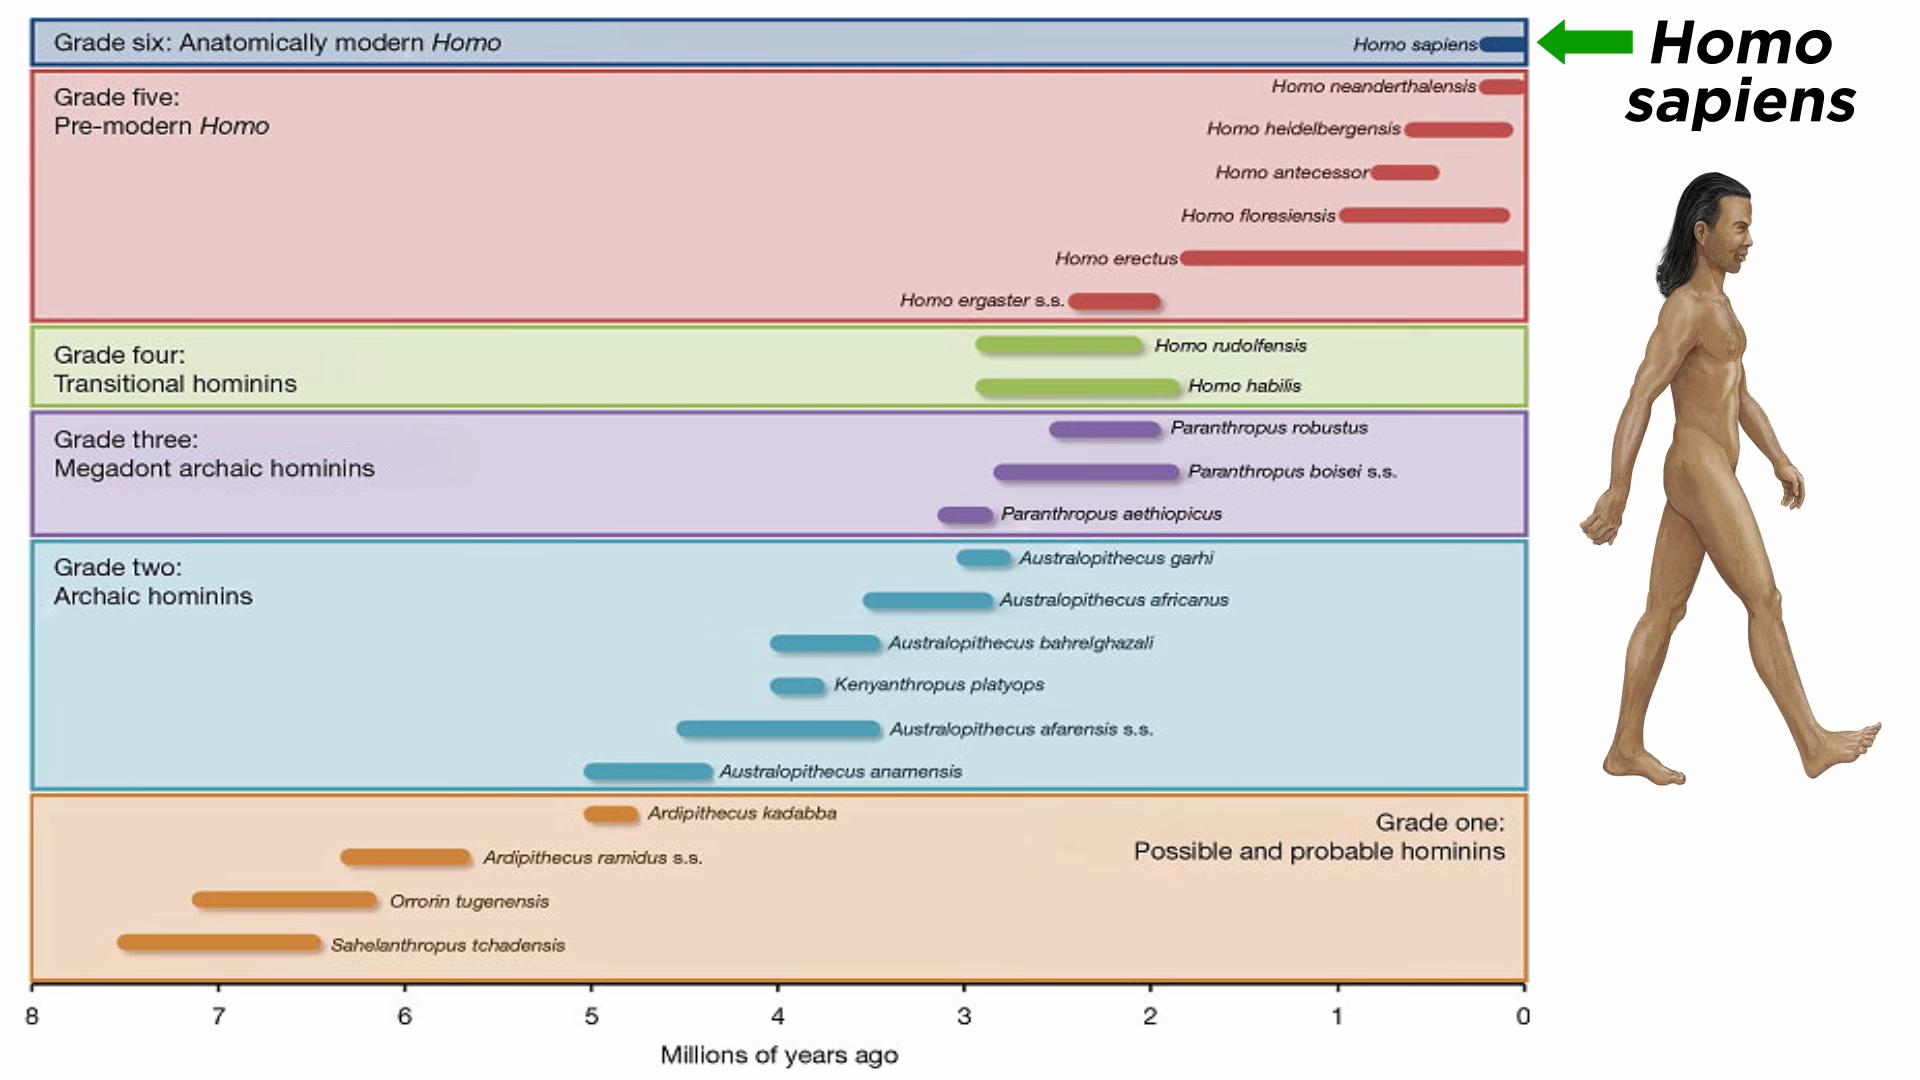 Grade six: Anatomically modern Homo
Homo sapiens
Homo
sapiens
Grade five:
Pre-modern Homo
Homo neanderthalensis
Homo heidelbergensis
Homo antecessor
Homo floresiensis
Homo erectus
Homo ergaster s.s.
Grade four:
Transitional hominins
Homo rudolfensis
Homo habilis
Grade three:
Megadont archaic hominins
Paranthropus robustus
Paranthropus boisei s.s.
Paranthropus aethiopicus
Grade two:
Archaic hominins
Australopithecus garhi
Australopithecus africanus
Australopithecus bahrelghazali
Kenyanthropus platyops
Australopithecus afarensis s.s.
Australopithecus anamensis
Grade one:
Possible and probable hominins
Ardipithecus kadabba
Ardipithecus ramidus s.s.
Orrorin tugenensis
Sahelanthropus tchadensis
8 7 6 5 4 3 2 1 0
Millions of years ago